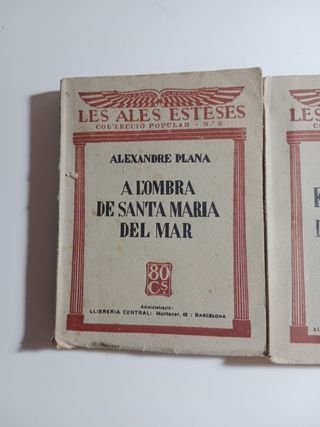 LES ALES ESTESES
COL·LECCIÓ POPULAR · N.º 2
ALEXANDRE PLANA
A L'OMBRA
DE SANTA MARIA
DEL MAR
80
Cs
Administració:
LLIBRERIA CENTRAL: Muntaner, 42 : BARCELONA
LES
COL